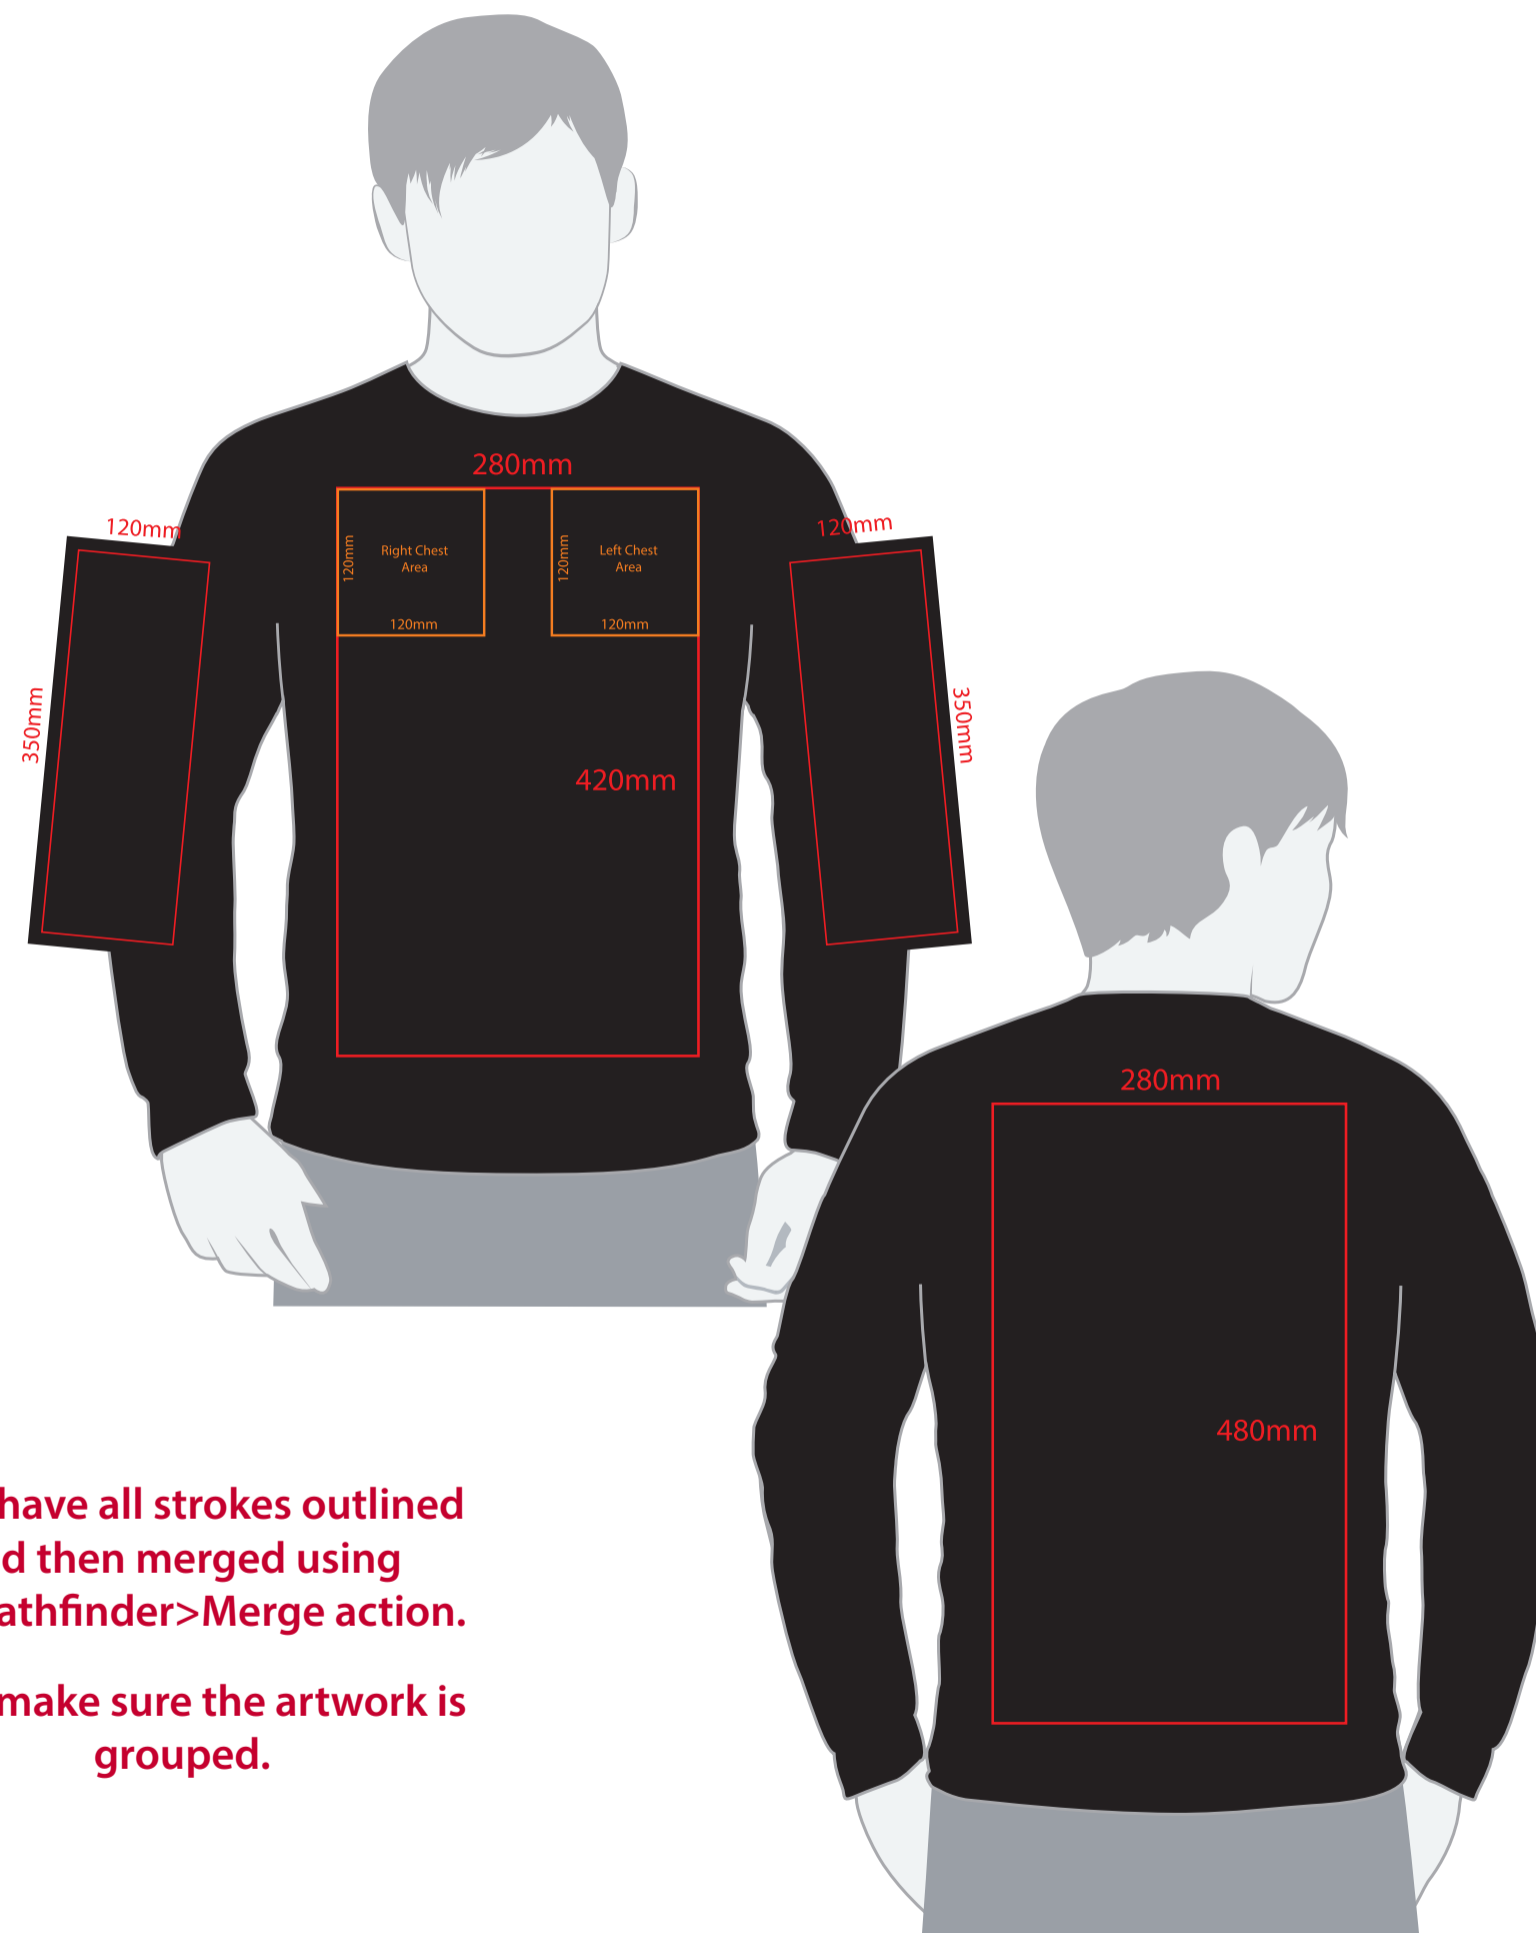 280mm
120mm
120mm
120mm
Right Chest
Area
120mm
120mm
Left Chest
Area
120mm
350mm
350mm
420mm
280mm
480mm
have all strokes outlined
then merged using
>Merge action.
make sure the artwork is
grouped.